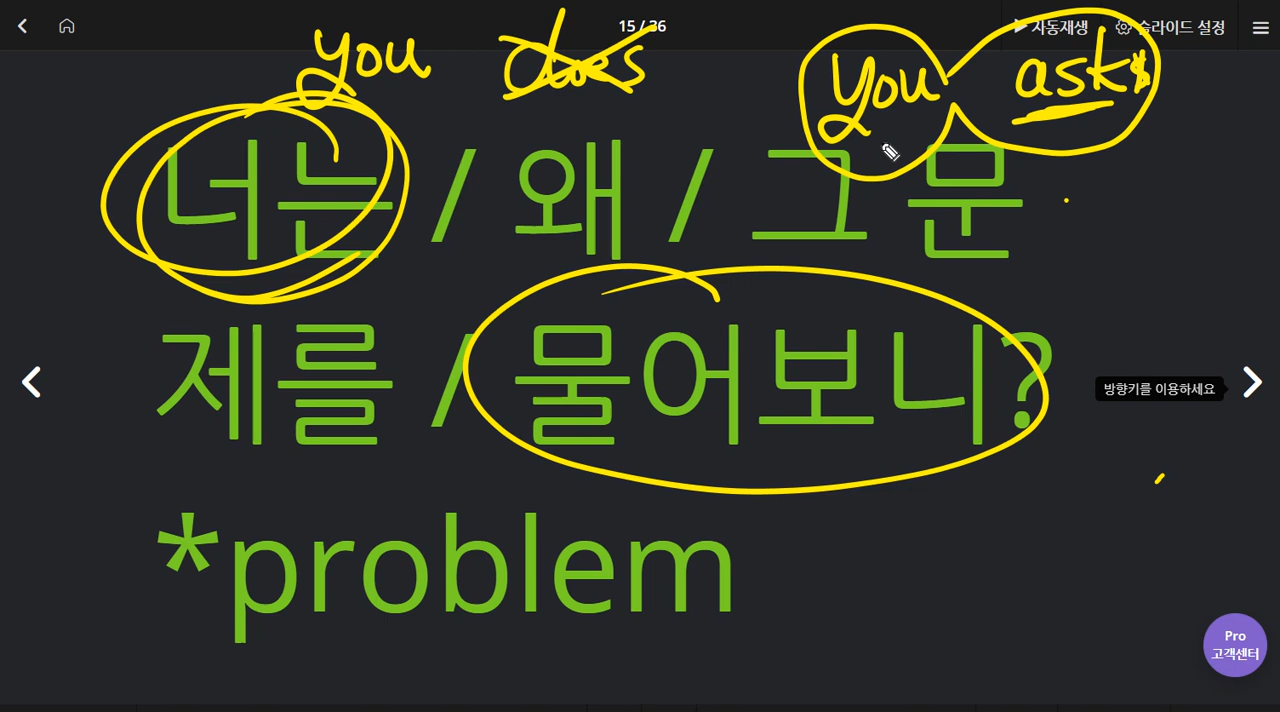 15 / 36
자동재생
슬라이드 설정
you does You asks
너는 / 왜 / 그 문
제를 / 물어보니?
방향키를 이용하세요
*problem
Pro
고객센터